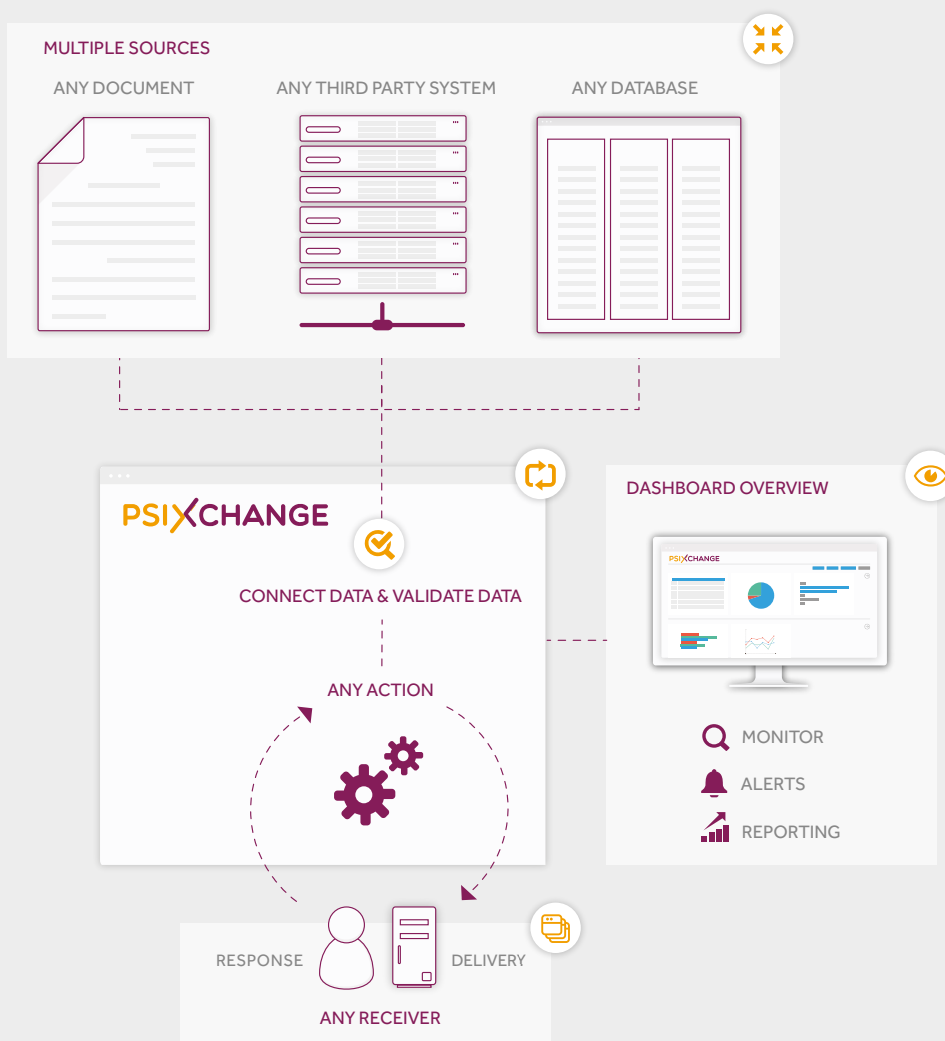 MULTIPLE SOURCES
ANY DOCUMENT
ANY THIRD PARTY SYSTEM
ANY DATABASE
PSIXCHANGE
CONNECT DATA & VALIDATE DATA
ANY ACTION
DASHBOARD OVERVIEW
PSIXCHANGE
MONITOR
ALERTS
REPORTING
RESPONSE
DELIVERY
ANY RECEIVER